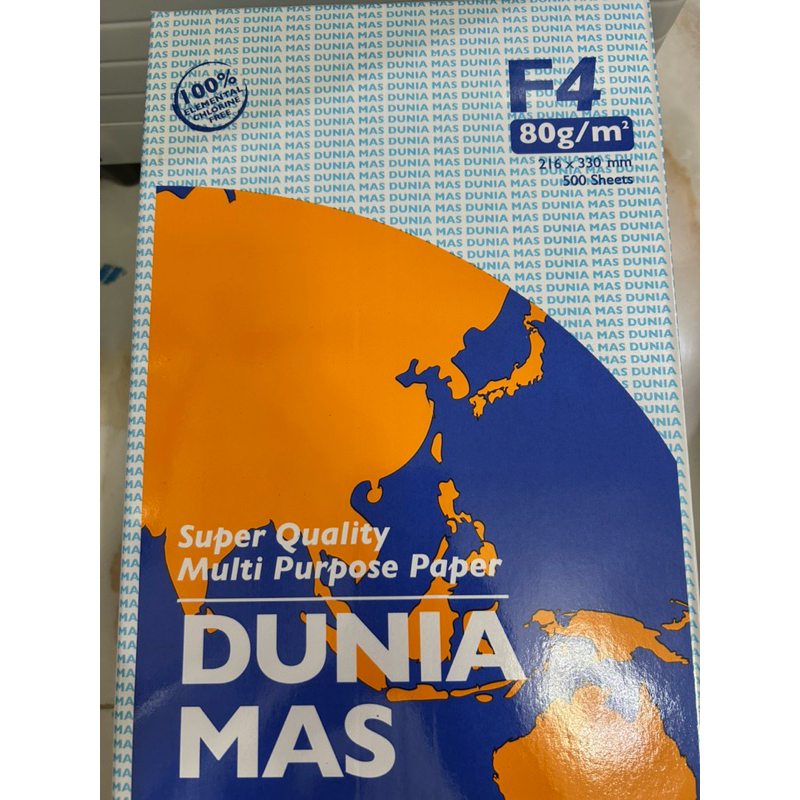 100%
ELEMENTAL
CHLORINE
FREE
F4
80g/m²
216 x 330 mm
500 Sheets
Super Quality
Multi Purpose Paper
DUNIA
MAS